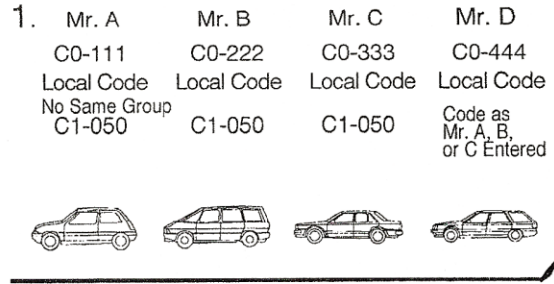 1. Mr. A Mr. B Mr. C Mr. D
C0-111 C0-222 C0-333 C0-444
Local Code Local Code Local Code Local Code
No Same Group
C1-050 C1-050 C1-050 Code as
Mr. A, B,
or C Entered